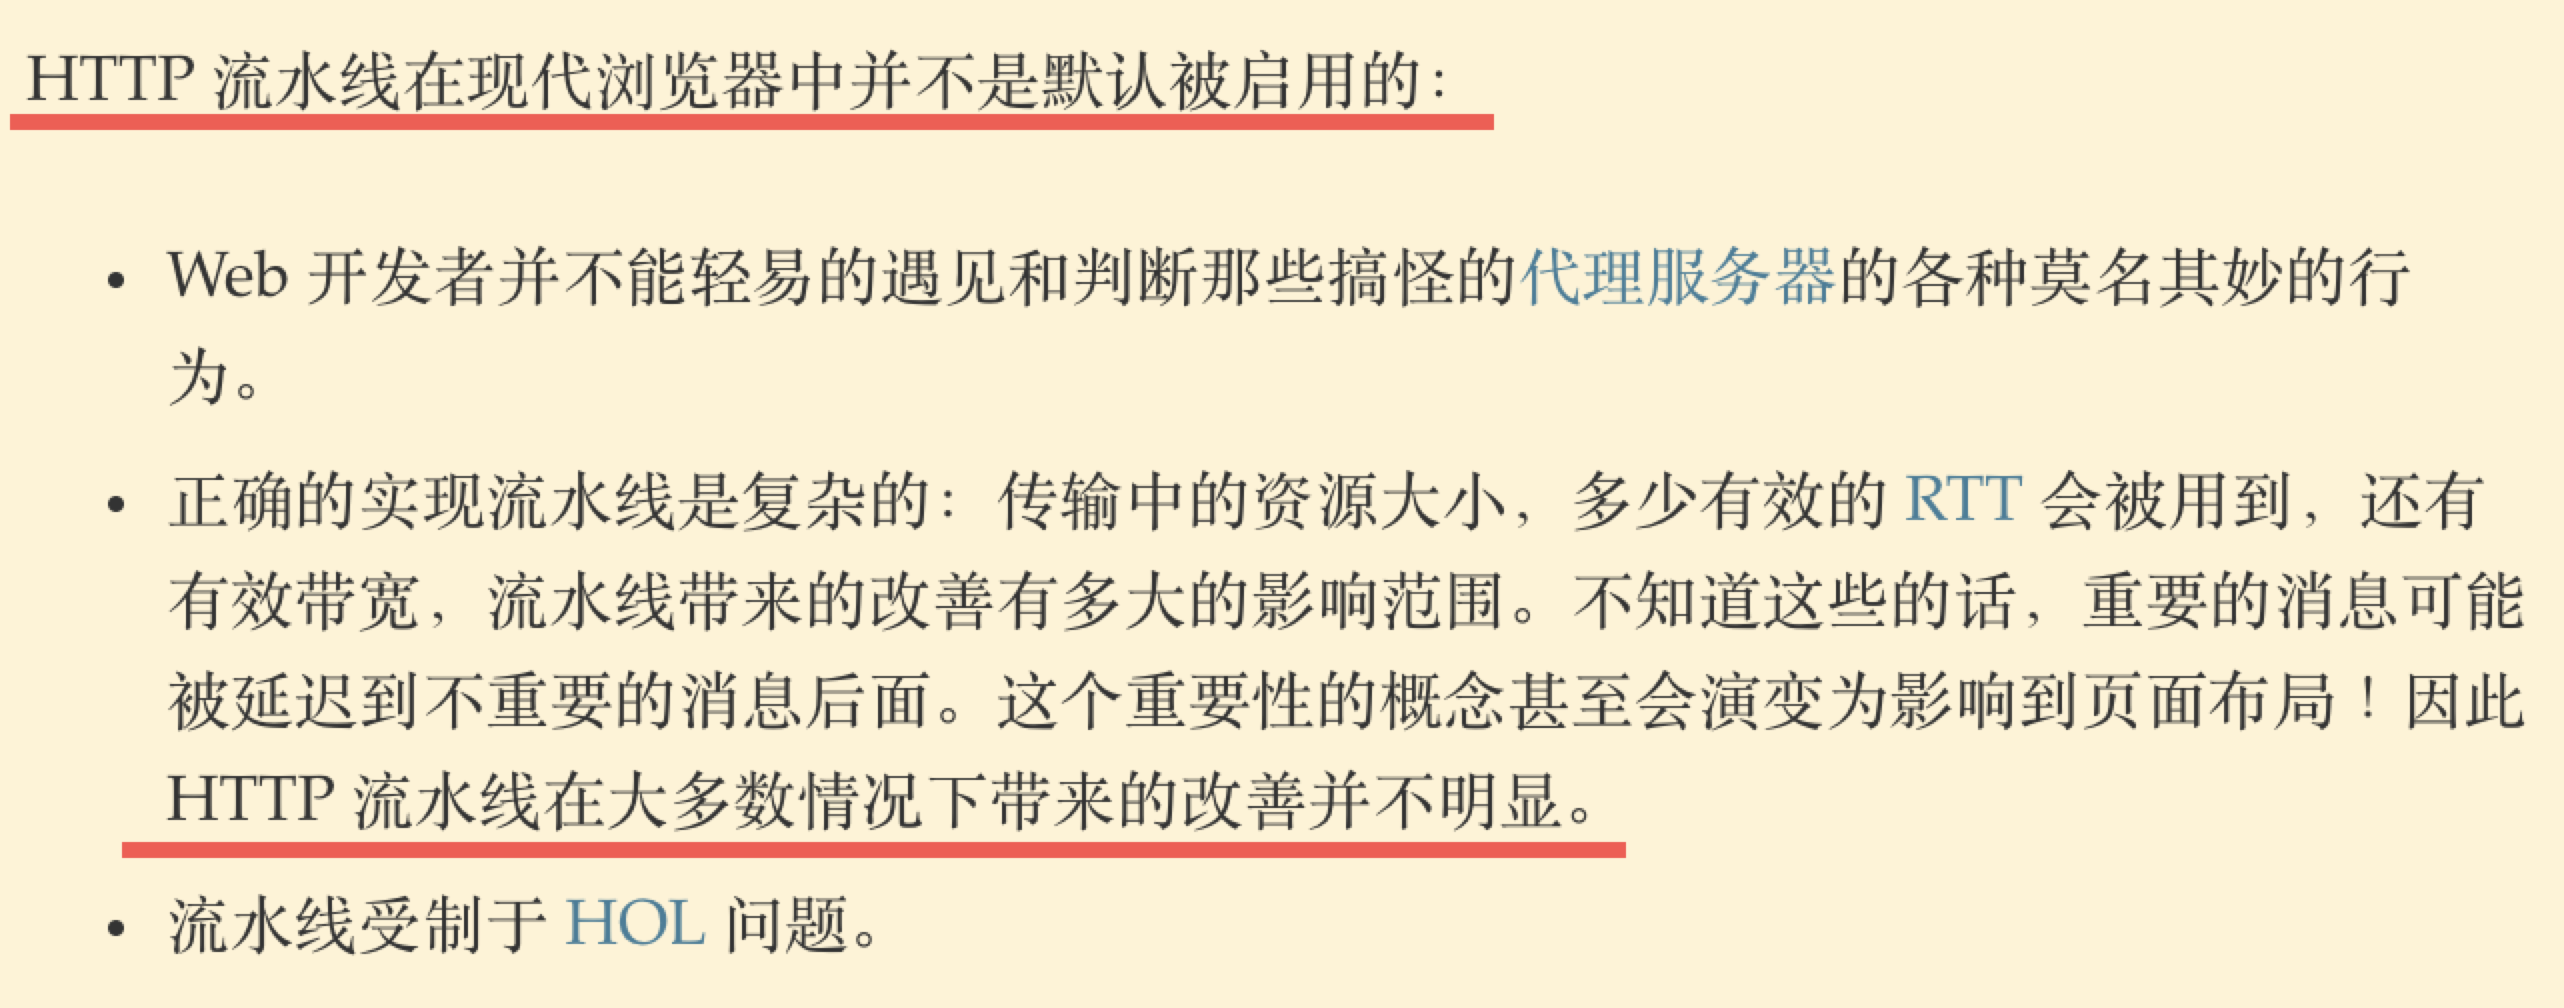 HTTP 流水线在现代浏览器中并不是默认被启用的：
• Web 开发者并不能轻易的遇见和判断那些搞怪的代理服务器的各种莫名其妙的行
为。
• 正确的实现流水线是复杂的：传输中的资源大小，多少有效的 RTT 会被用到，还有
有效带宽，流水线带来的改善有多大的影响范围。不知道这些的话，重要的消息可能
被延迟到不重要的消息后面。这个重要性的概念甚至会演变为影响到页面布局！因此
HTTP 流水线在大多数情况下带来的改善并不明显。
• 流水线受制于 HOL 问题。